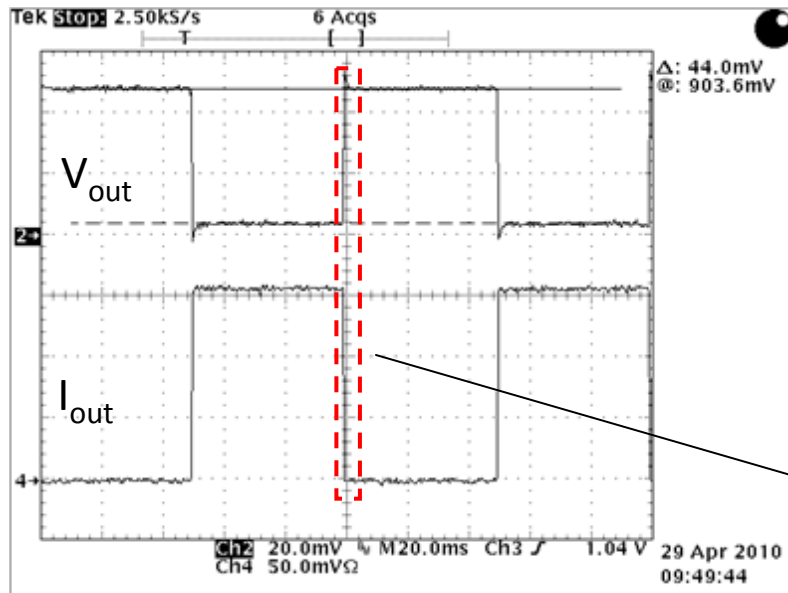 Tek Stop: 2.50kS/s 6 Acqs
T [ ]
Δ: 44.0mV
@: 903.6mV
Vout
2→
Iout
4→
Ch2 20.0mV M20.0ms Ch3 ∫ 1.04 V
Ch4 50.0mVΩ
29 Apr 2010
09:49:44